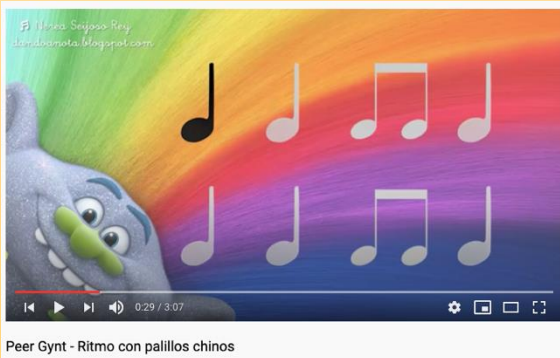 Nerea Seijoso Rey
dandoanota.blogspot.com
0:29 / 3:07
Peer Gynt - Ritmo con palillos chinos